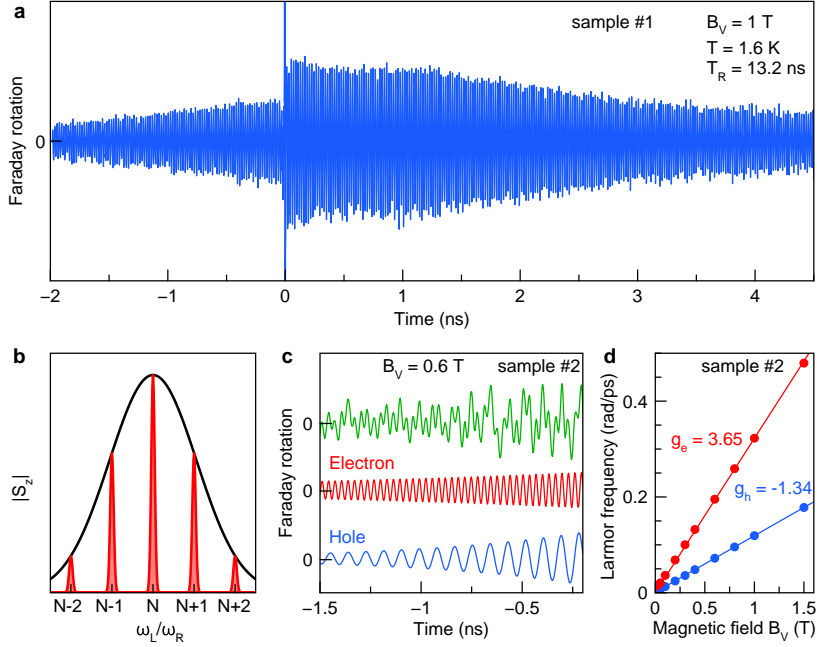 a
sample #1
B_V = 1 T
T = 1.6 K
T_R = 13.2 ns
Faraday rotation
0
−2 −1 0 1 2 3 4
Time (ns)
b
|S_z|
N-2 N-1 N N+1 N+2
ω_L/ω_R
c
B_V = 0.6 T sample #2
Faraday rotation
0
Electron
0
Hole
0
−1.5 −1 −0.5
Time (ns)
d
sample #2
Larmor frequency (rad/ps)
0.4
0.2
0
g_e = 3.65
g_h = -1.34
0 0.5 1 1.5
Magnetic field B_V (T)